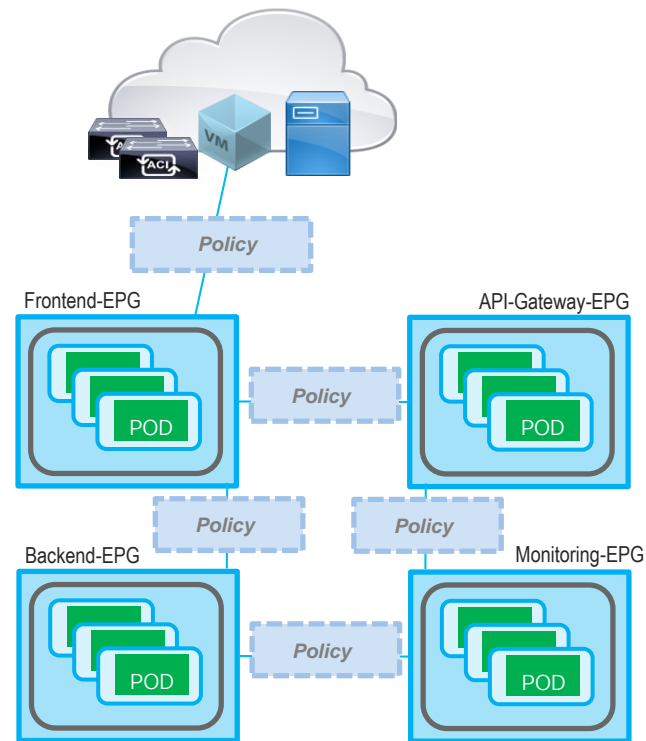 VM
ACI
Policy
Frontend-EPG
API-Gateway-EPG
POD
Policy
POD
Policy
Policy
Backend-EPG
Monitoring-EPG
POD
Policy
POD